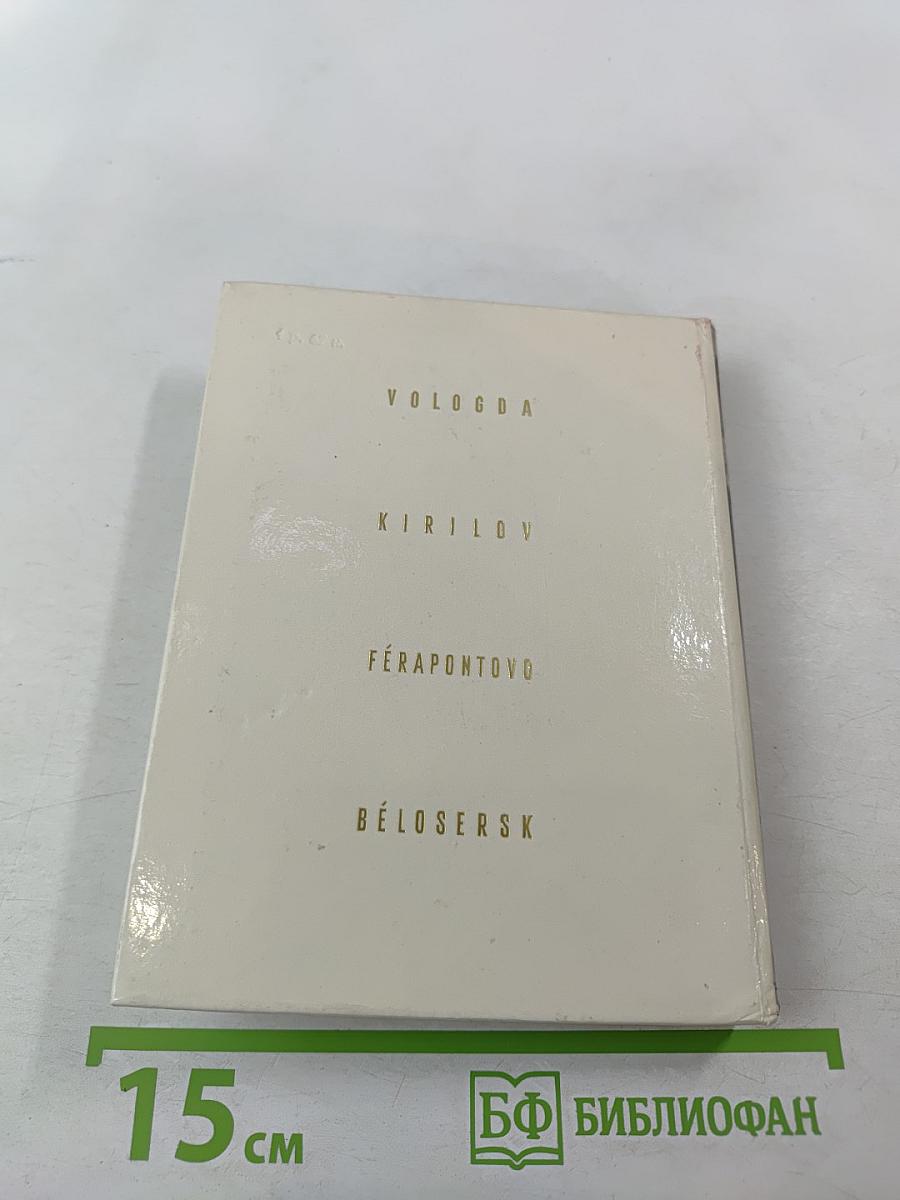 VOLOGDA
KIRILOV
FÉRAPONTOVO
BÉLOSERSK
15 см
БФ БИБЛИОФАН